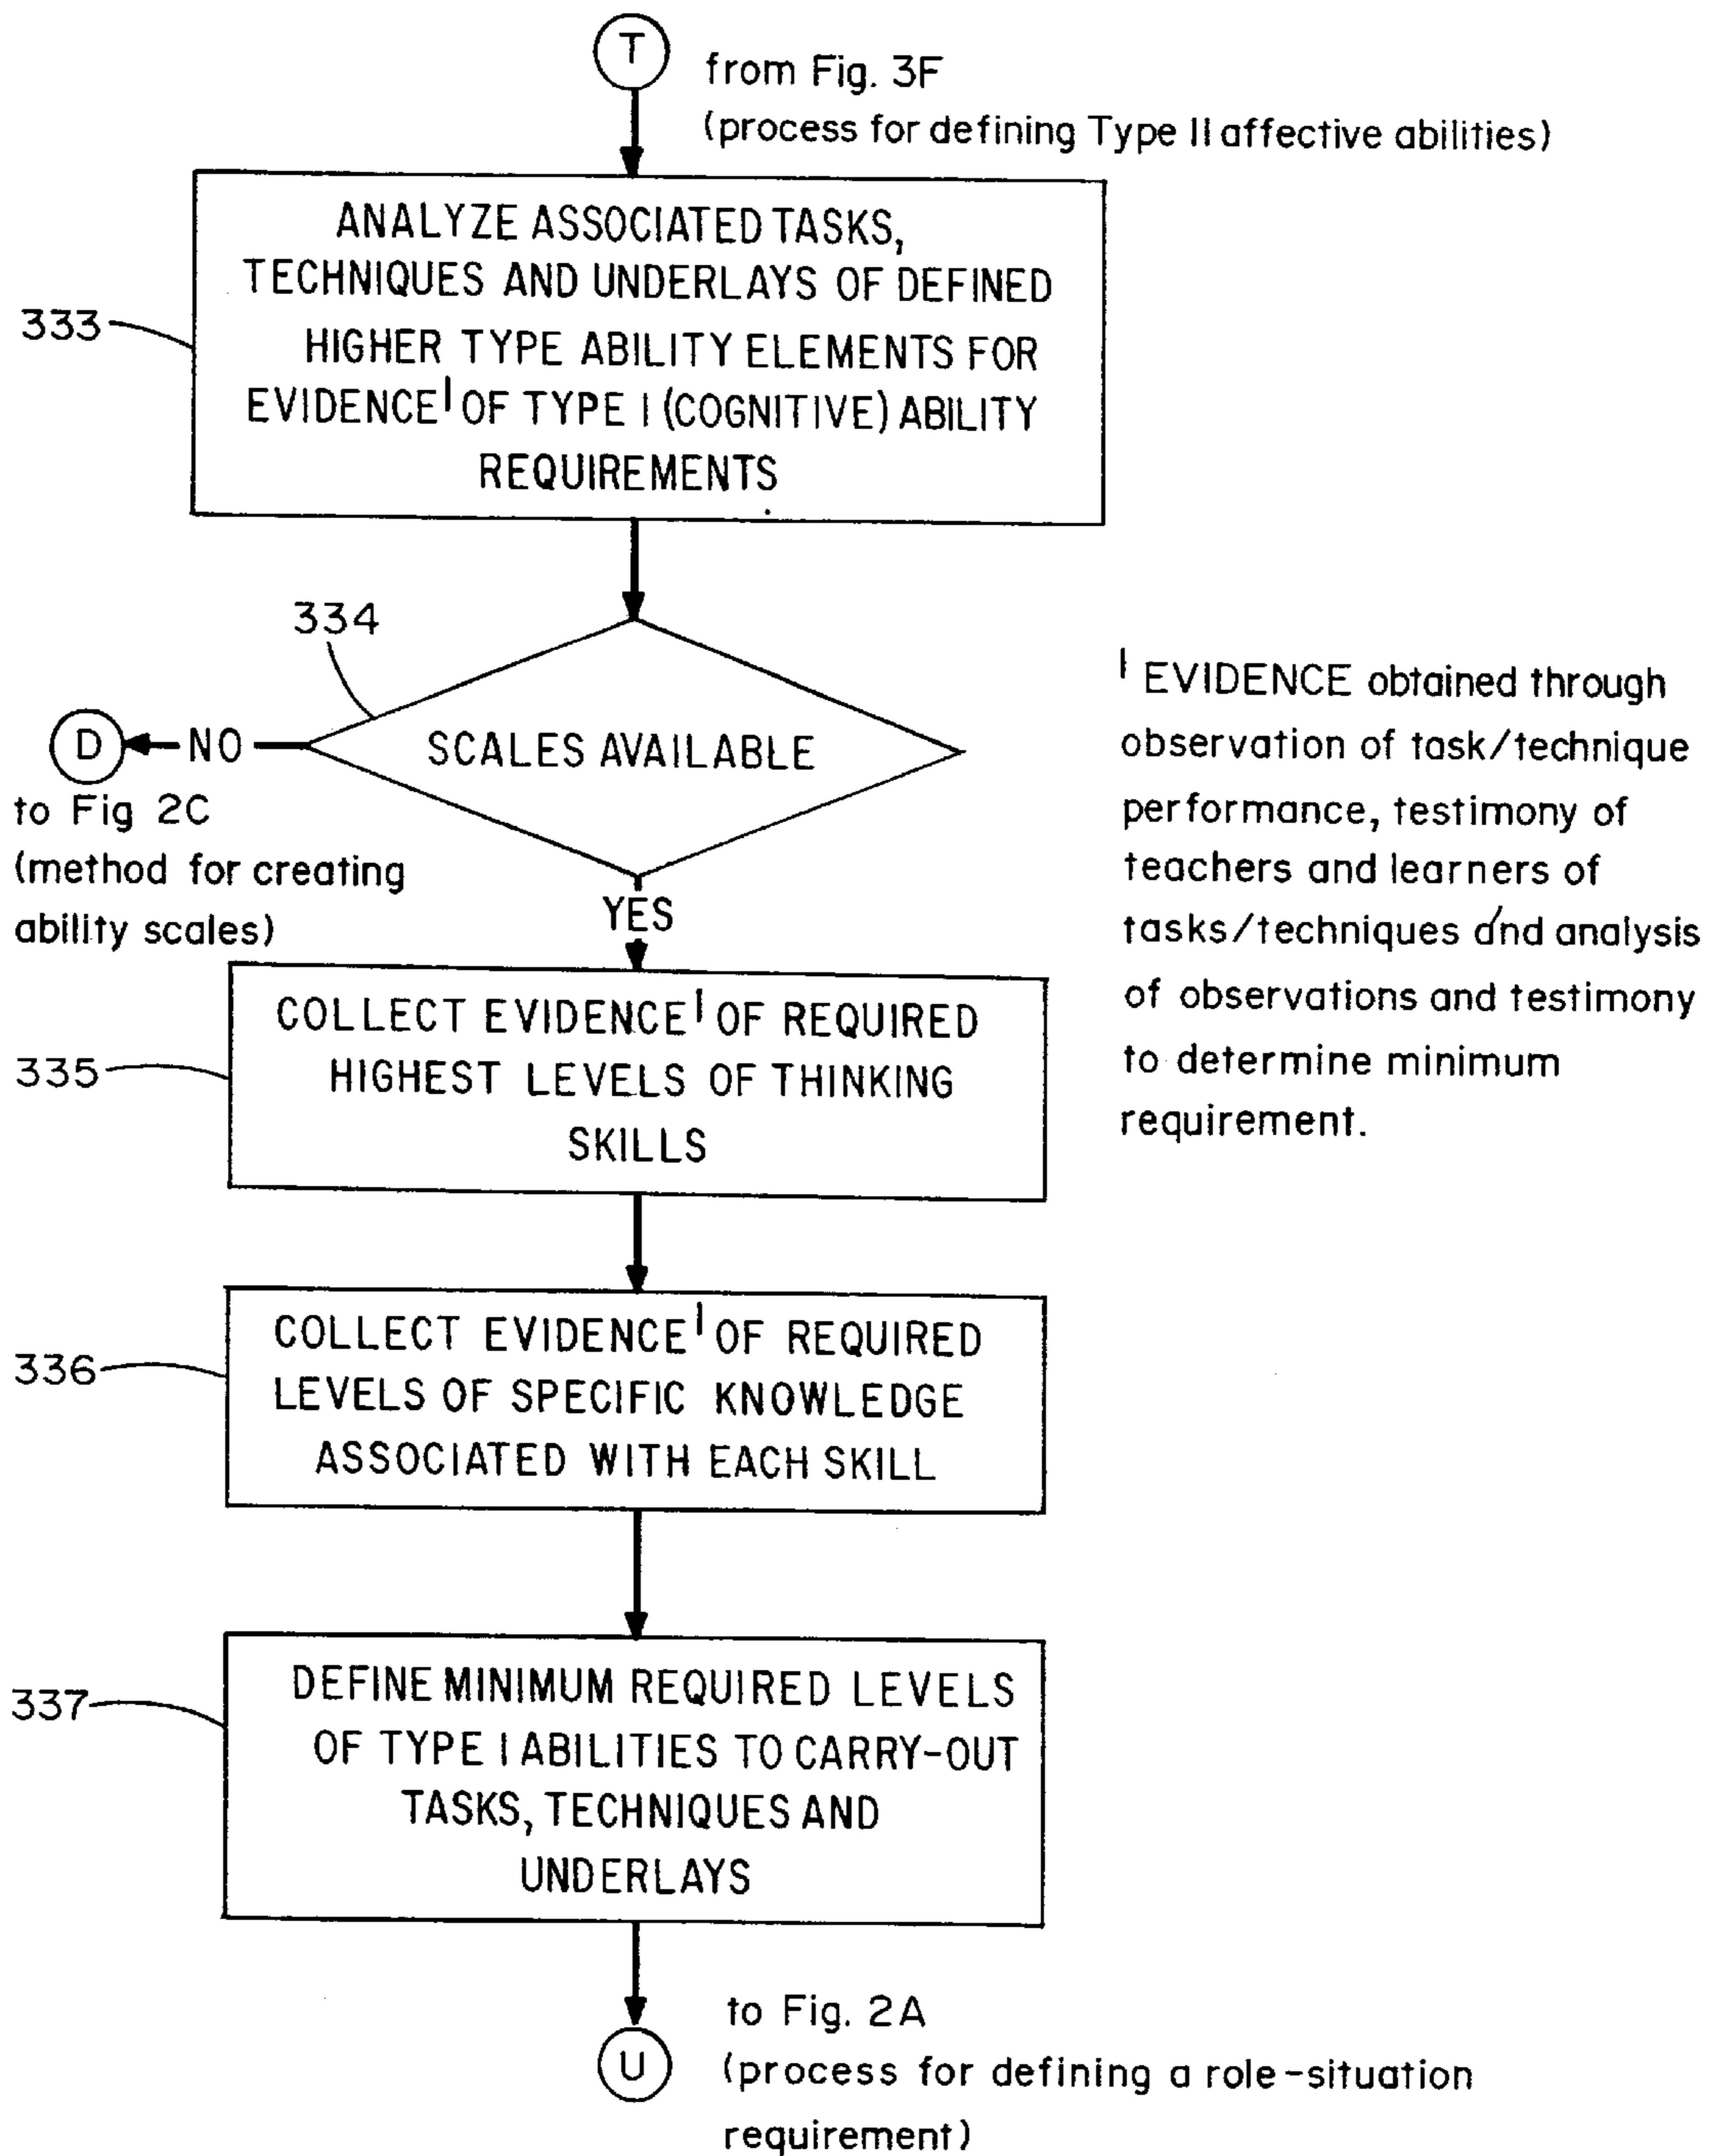 T
from Fig. 3F
(process for defining Type II affective abilities)
333
ANALYZE ASSOCIATED TASKS,
TECHNIQUES AND UNDERLAYS OF DEFINED
HIGHER TYPE ABILITY ELEMENTS FOR
EVIDENCE¹ OF TYPE I (COGNITIVE) ABILITY
REQUIREMENTS
334
SCALES AVAILABLE
D
NO
to Fig 2C
(method for creating
ability scales)
YES
¹ EVIDENCE obtained through
observation of task/technique
performance, testimony of
teachers and learners of
tasks/techniques and analysis
of observations and testimony
to determine minimum
requirement.
335
COLLECT EVIDENCE¹ OF REQUIRED
HIGHEST LEVELS OF THINKING
SKILLS
336
COLLECT EVIDENCE¹ OF REQUIRED
LEVELS OF SPECIFIC KNOWLEDGE
ASSOCIATED WITH EACH SKILL
337
DEFINE MINIMUM REQUIRED LEVELS
OF TYPE I ABILITIES TO CARRY-OUT
TASKS, TECHNIQUES AND
UNDERLAYS
U
to Fig. 2A
(process for defining a role-situation
requirement)